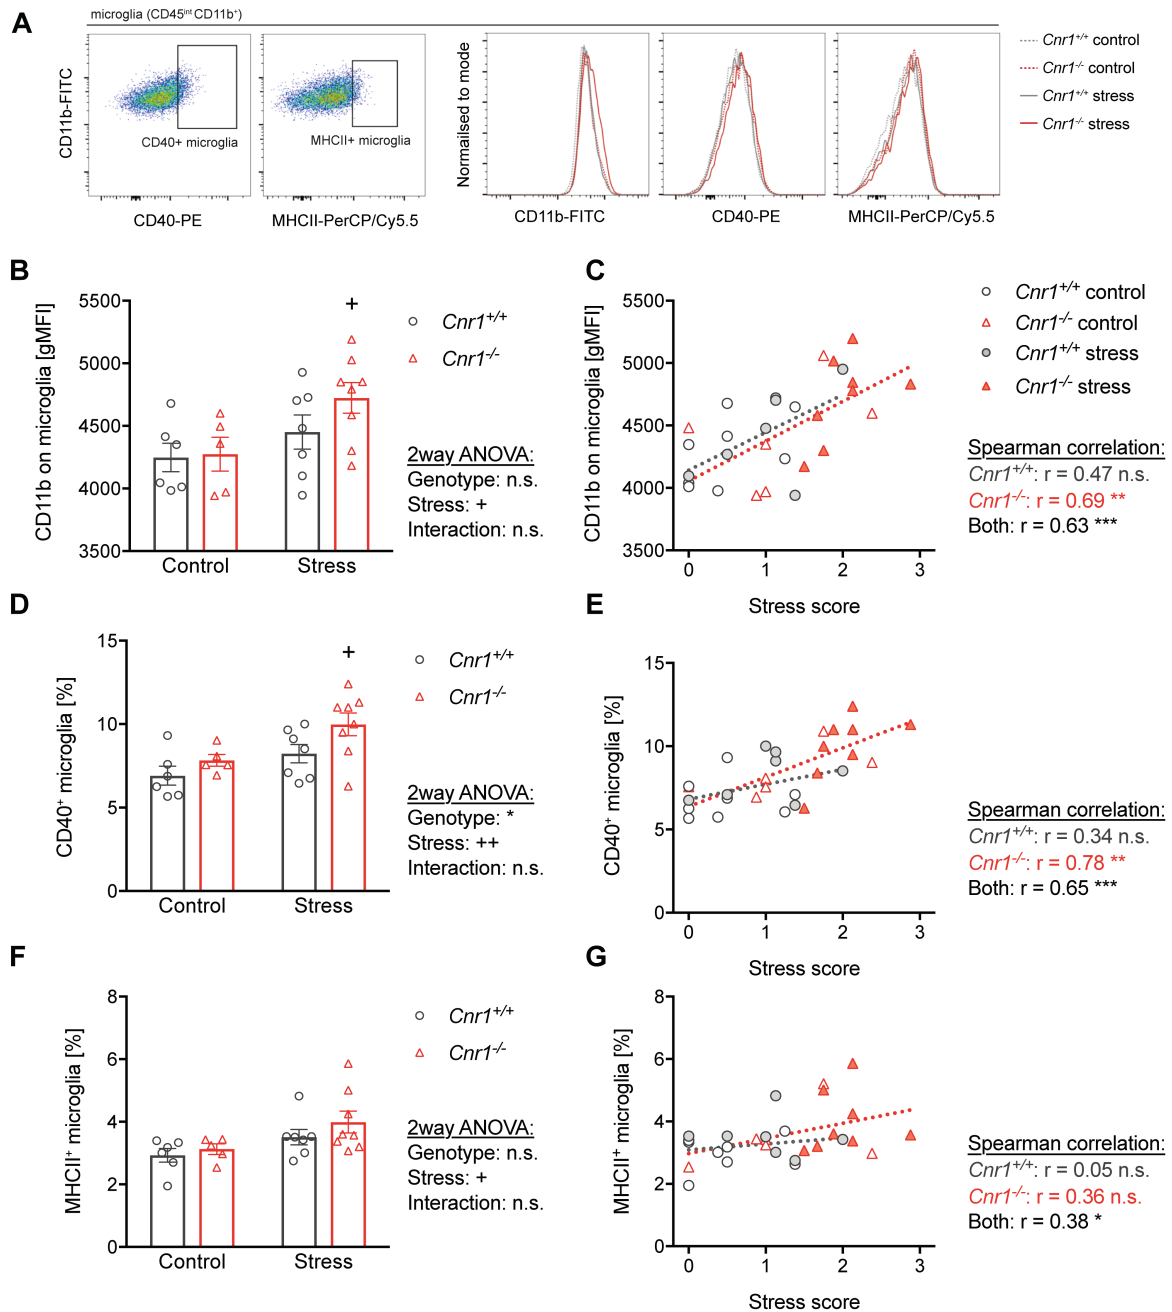 A
microglia (CD45int CD11b+)
CD11b-FITC
CD40+ microglia
MHCII+ microglia
CD40-PE
MHCII-PerCP/Cy5.5
Normalised to mode
CD11b-FITC
CD40-PE
MHCII-PerCP/Cy5.5
Cnr1+/+ control
Cnr1-/- control
Cnr1+/+ stress
Cnr1-/- stress
B
CD11b on microglia [gMFI]
5500
5000
4500
4000
3500
Control
Stress
+
Cnr1+/+
Cnr1-/-
2way ANOVA:
Genotype: n.s.
Stress: +
Interaction: n.s.
C
CD11b on microglia [gMFI]
5500
5000
4500
4000
3500
0 1 2 3
Stress score
Cnr1+/+ control
Cnr1-/- control
Cnr1+/+ stress
Cnr1-/- stress
Spearman correlation:
Cnr1+/+: r = 0.47 n.s.
Cnr1-/-: r = 0.69 **
Both: r = 0.63 ***
D
CD40+ microglia [%]
15
10
5
0
Control
Stress
+
Cnr1+/+
Cnr1-/-
2way ANOVA:
Genotype: *
Stress: ++
Interaction: n.s.
E
CD40+ microglia [%]
15
10
5
0
0 1 2 3
Stress score
Spearman correlation:
Cnr1+/+: r = 0.34 n.s.
Cnr1-/-: r = 0.78 **
Both: r = 0.65 ***
F
MHCII+ microglia [%]
8
6
4
2
0
Control
Stress
Cnr1+/+
Cnr1-/-
2way ANOVA:
Genotype: n.s.
Stress: +
Interaction: n.s.
G
MHCII+ microglia [%]
8
6
4
2
0
0 1 2 3
Stress score
Spearman correlation:
Cnr1+/+: r = 0.05 n.s.
Cnr1-/-: r = 0.36 n.s.
Both: r = 0.38 *